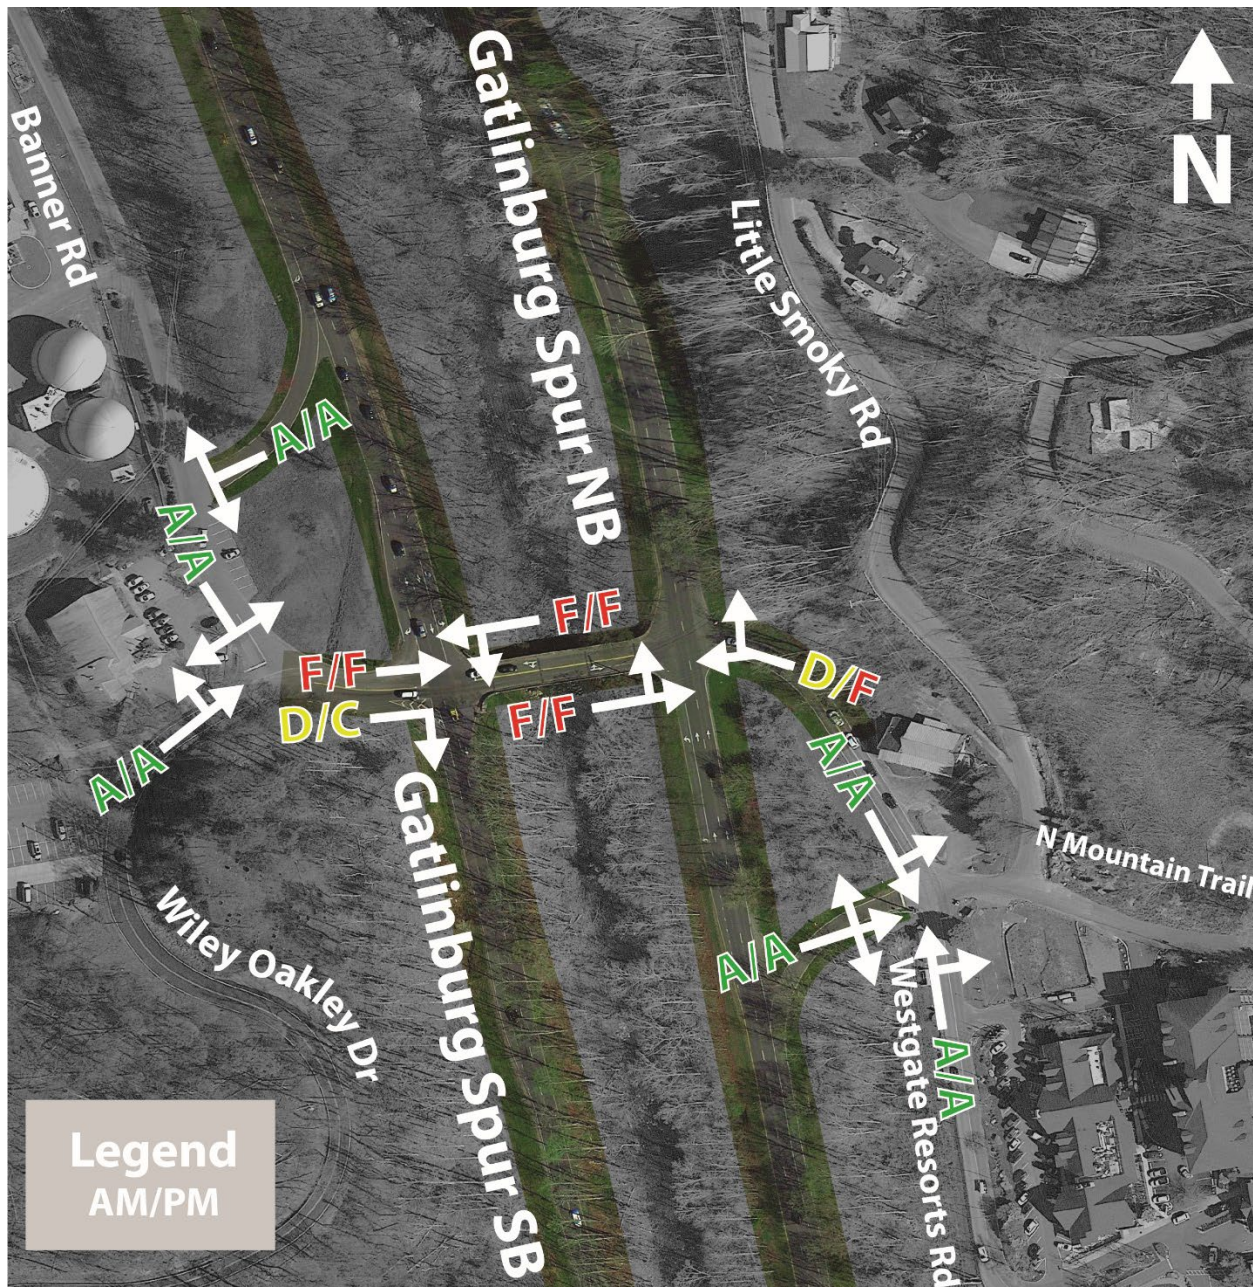 Gatlinburg Spur NB
N
Banner Rd
Little Smoky Rd
A/A
A/A
F/F
F/F
D/C
F/F
D/F
A/A
A/A
N Mountain Trail
Wiley Oakley Dr
Gatlinburg Spur SB
A/A
A/A
Westgate Resorts Rd
Legend
AM/PM